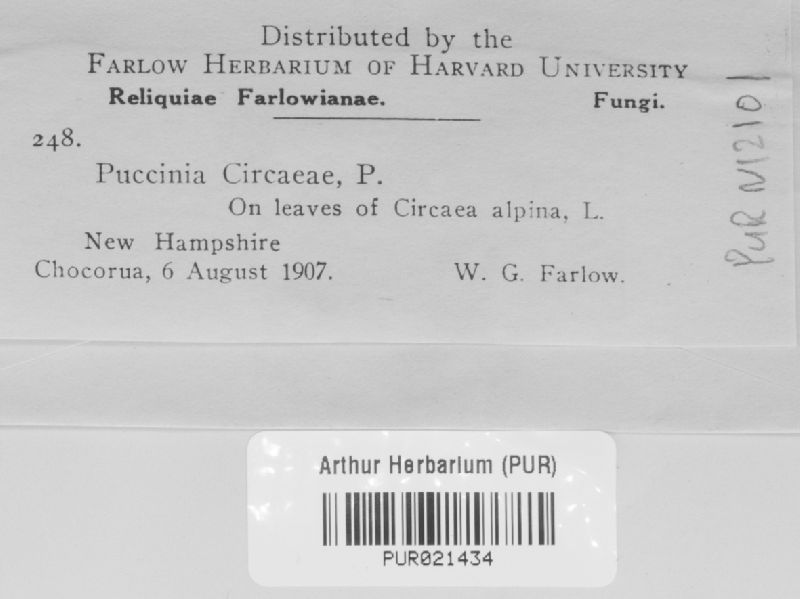 Distributed by the
Farlow Herbarium of Harvard University
Reliquiae Farlowianae. Fungi.
248.
Puccinia Circaeae, P.
On leaves of Circaea alpina, L.
New Hampshire
Chocorua, 6 August 1907. W. G. Farlow.
PUR N12101
Arthur Herbarium (PUR)
PUR021434